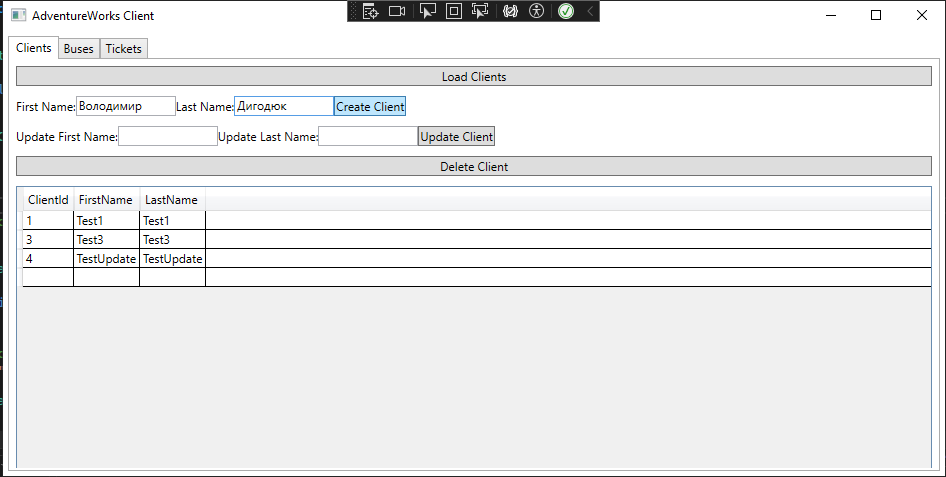 AdventureWorks Client
Clients Buses Tickets
Load Clients
First Name: Володимир Last Name: Дигодюк Create Client
Update First Name: Update Last Name: Update Client
Delete Client
ClientId FirstName LastName
1 Test1 Test1
3 Test3 Test3
4 TestUpdate TestUpdate